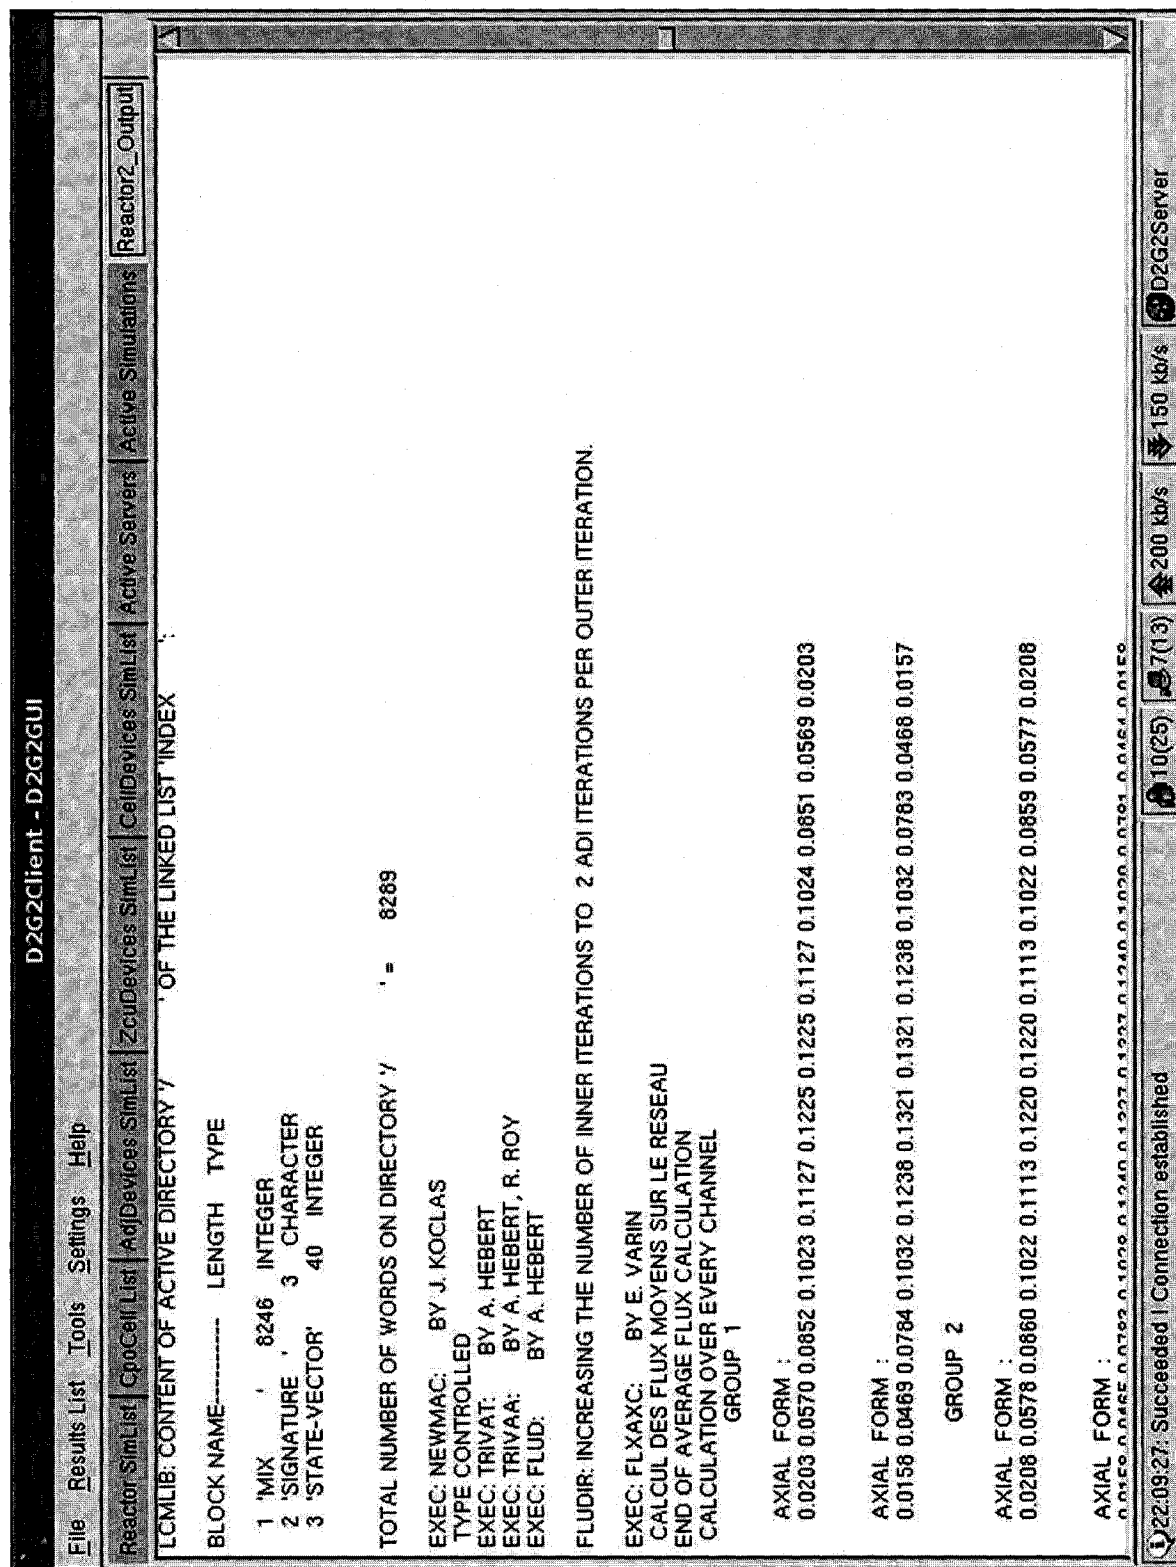 D2G2Client - D2G2GUI
File Results List Tools Settings Help
Reactor SimList CpoCell List AdjDevices SimList ZcuDevices SimList CellDevices SimList Active Servers Active Simulations Reactor2_Output
LCMLIB: CONTENT OF ACTIVE DIRECTORY '/ ' OF THE LINKED LIST 'INDEX ':
BLOCK NAME---------- LENGTH TYPE
1 'MIX ' 8246 INTEGER
2 'SIGNATURE ' 3 CHARACTER
3 'STATE-VECTOR' 40 INTEGER
TOTAL NUMBER OF WORDS ON DIRECTORY '/ ' = 8289
EXEC: NEWMAC: BY J. KOCLAS
TYPE CONTROLLED
EXEC: TRIVAT: BY A. HEBERT
EXEC: TRIVAA: BY A. HEBERT, R. ROY
EXEC: FLUD: BY A. HEBERT
FLUDIR: INCREASING THE NUMBER OF INNER ITERATIONS TO 2 ADI ITERATIONS PER OUTER ITERATION.
EXEC: FLXAXC: BY E. VARIN
CALCUL DES FLUX MOYENS SUR LE RESEAU
END OF AVERAGE FLUX CALCULATION
CALCULATION OVER EVERY CHANNEL
GROUP 1
AXIAL FORM :
0.0203 0.0570 0.0852 0.1023 0.1127 0.1225 0.1225 0.1127 0.1024 0.0851 0.0569 0.0203
AXIAL FORM :
0.0158 0.0469 0.0784 0.1032 0.1238 0.1321 0.1321 0.1238 0.1032 0.0783 0.0468 0.0157
GROUP 2
AXIAL FORM :
0.0208 0.0578 0.0860 0.1022 0.1113 0.1220 0.1220 0.1113 0.1022 0.0859 0.0577 0.0208
AXIAL FORM :
22:09:27: Succeeded ! Connection established 10(25) 7(13) 200 kb/s 150 kb/s D2G2Server